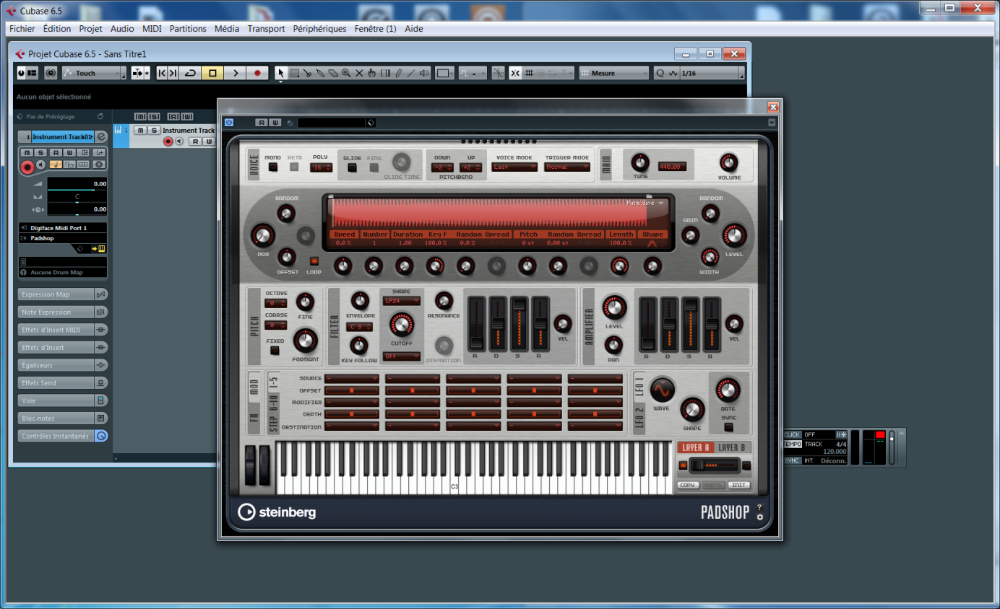 Cubase 6.5
Fichier Édition Projet Audio MIDI Partitions Média Transport Périphériques Fenêtre (1) Aide
Projet Cubase 6.5 - Sans Titre1
Touch
Mesure
Q 1/16
Aucun objet sélectionné
Pas de Préréglage
M S R W
1 Instrument Track01
1 M S Instrument Track
R W
M S R W
0.00
C
0.00
Digiface Midi Port 1
Padshop
Aucune Drum Map
Expression Map
Note Expression
Effets d'Insert MIDI
Effets d'Insert
Égaliseurs
Effets Send
Voie
Bloc-notes
Contrôles Instantanés
R W
VOICE
MONO RETR POLY
16
GLIDE FING
GLIDE TIME
DOWN UP
-2 +2
PITCHBEND
VOICE MODE
Last
TRIGGER MODE
Normal
MAIN
TUNE
440.00
VOLUME
RANDOM
POS
OFFSET
LOOP
Pure Sine
Speed Number Duration Key F Random Spread Pitch Random Spread Length Shape
0.0 % 1 1.00 100.0 % 0.0 % 0.0 % 0 st 0.00 st 100.0 %
RANDOM
GAIN
LEVEL
WIDTH
PITCH
OCTAVE
0
COARSE
0
FINE
FIXED
FORMANT
FILTER
ENVELOPE
C 3
KEY FOLLOW
SHAPE
LP24
CUTOFF
Off
RESONANCE
DISTORTION
A D S R
VEL
AMPLIFIER
LEVEL
PAN
A D S R
VEL
MOD
FX
1-5
6-10
STEP
SOURCE
OFFSET
MODIFIER
DEPTH
DESTINATION
LFO 1
LFO 2
WAVE
SHAPE
RATE
SYNC
C3
LAYER A LAYER B
COPY PASTE INIT
steinberg
PADSHOP ?
CLICK OFF
TEMPO TRACK 4/4
120.000
SYNC INT. Déconn.